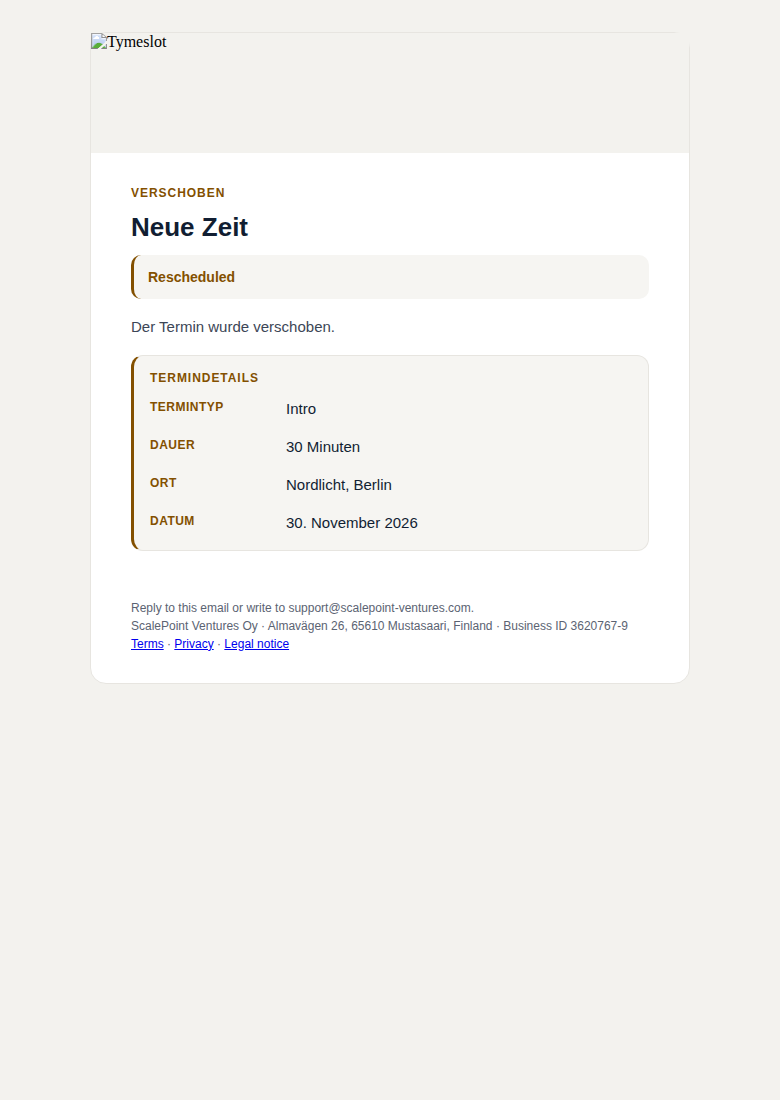 Tymeslot
VERSCHOBEN
Neue Zeit
Rescheduled
Der Termin wurde verschoben.
TERMINDETAILS
TERMINTYP Intro
DAUER 30 Minuten
ORT Nordlicht, Berlin
DATUM 30. November 2026
Reply to this email or write to support@scalepoint-ventures.com.
ScalePoint Ventures Oy · Almavägen 26, 65610 Mustasaari, Finland · Business ID 3620767-9
Terms · Privacy · Legal notice